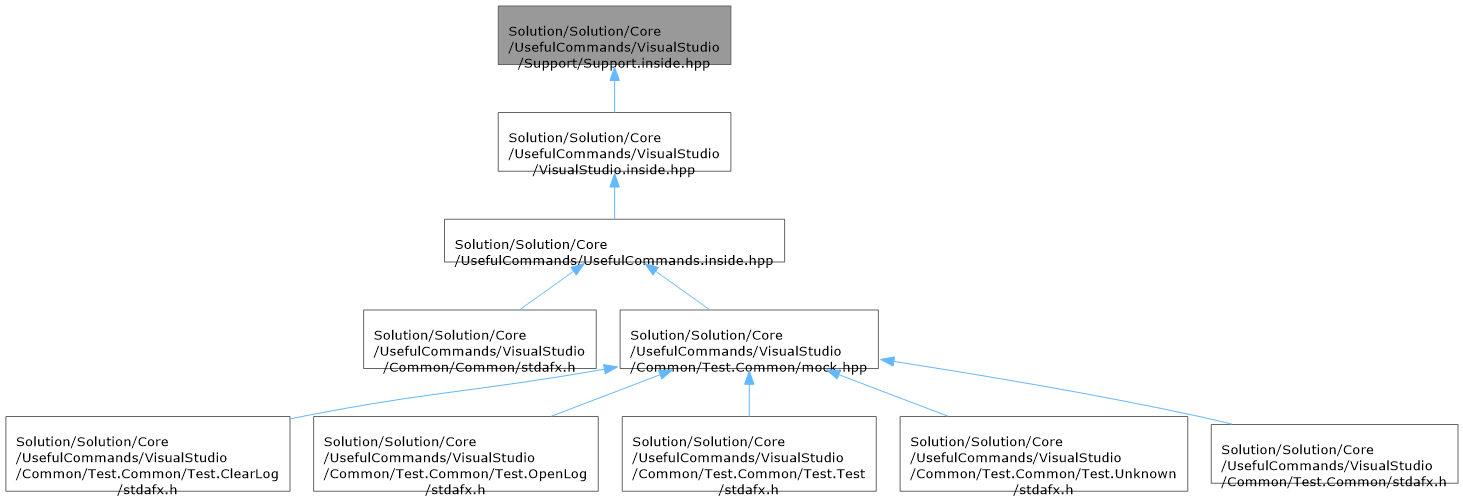 Solution/Solution/Core
/UsefulCommands/VisualStudio
/Support/Support.inside.hpp
Solution/Solution/Core
/UsefulCommands/VisualStudio
/VisualStudio.inside.hpp
Solution/Solution/Core
/UsefulCommands/UsefulCommands.inside.hpp
Solution/Solution/Core
/UsefulCommands/VisualStudio
/Common/Common/stdafx.h
Solution/Solution/Core
/UsefulCommands/VisualStudio
/Common/Test.Common/mock.hpp
Solution/Solution/Core
/UsefulCommands/VisualStudio
/Common/Test.Common/Test.ClearLog
/stdafx.h
Solution/Solution/Core
/UsefulCommands/VisualStudio
/Common/Test.Common/Test.OpenLog
/stdafx.h
Solution/Solution/Core
/UsefulCommands/VisualStudio
/Common/Test.Common/Test.Test
/stdafx.h
Solution/Solution/Core
/UsefulCommands/VisualStudio
/Common/Test.Common/Test.Unknown
/stdafx.h
Solution/Solution/Core
/UsefulCommands/VisualStudio
/Common/Test.Common/stdafx.h